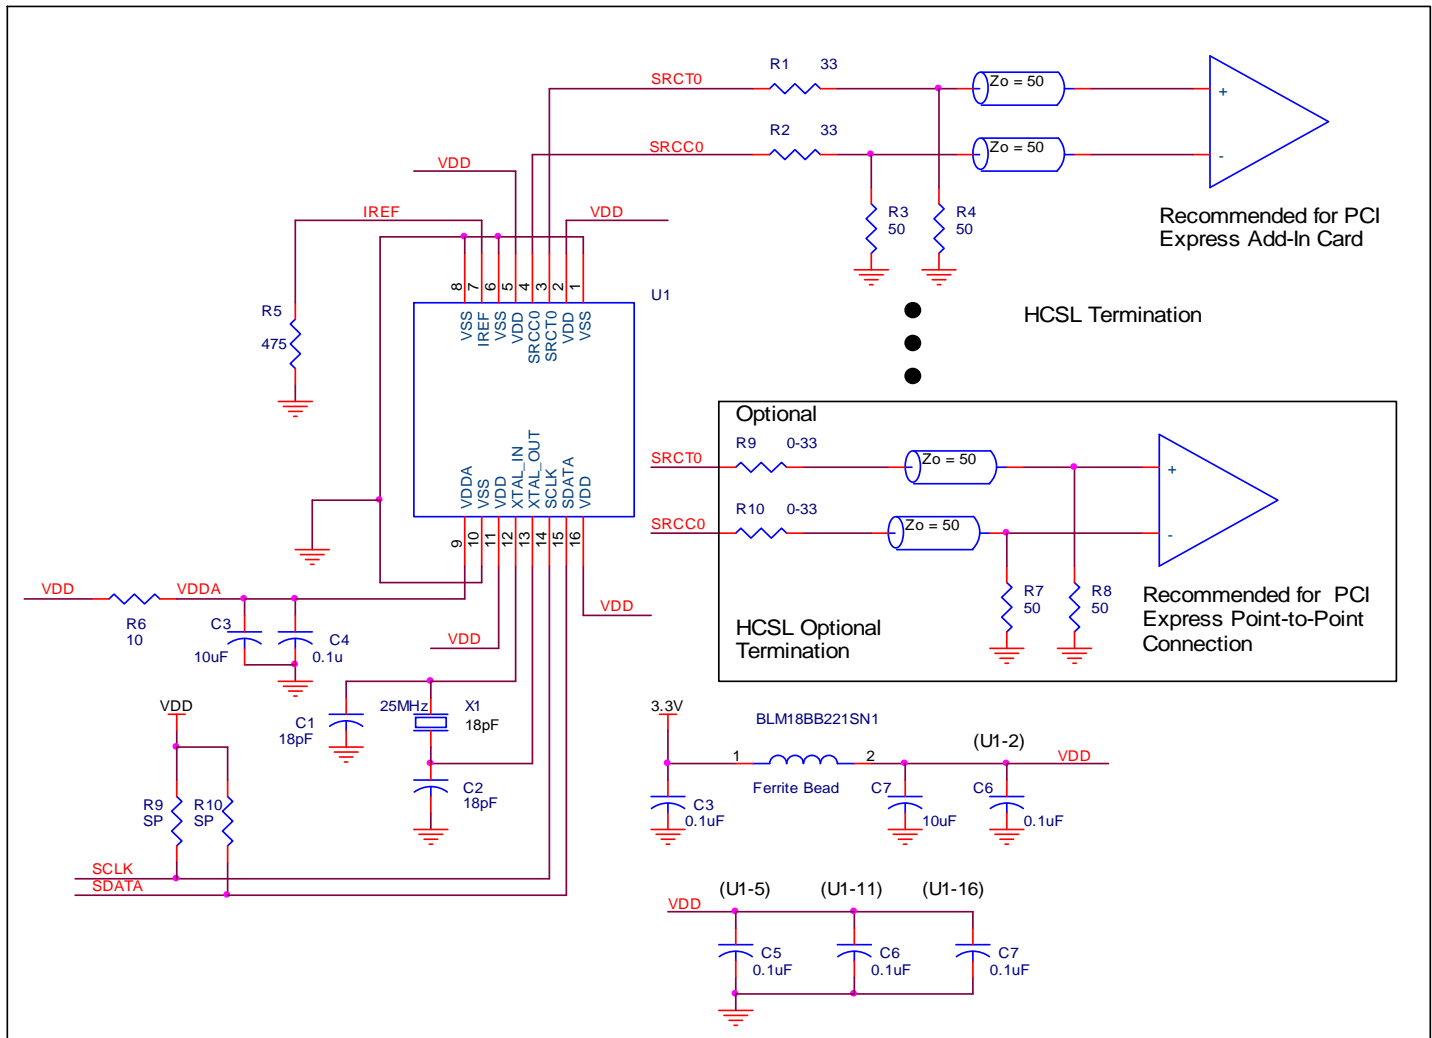 R1 33
SRCT0
Zo = 50
+
R2 33
SRCC0
Zo = 50
-
VDD
IREF
VDD
R3
50
R4
50
Recommended for PCI
Express Add-In Card
8 7 6 5 4 3 2 1
U1
VSS IREF VSS VDD SRCC0 SRCT0 VDD VSS
R5
475
HCSL Termination
VDDA VSS VDD XTAL_IN XTAL_OUT SCLK SDATA VDD
9 10 11 12 13 14 15 16
Optional
R9 0-33
SRCT0
Zo = 50
+
R10 0-33
SRCC0
Zo = 50
-
R7
50
R8
50
Recommended for PCI
Express Point-to-Point
Connection
HCSL Optional
Termination
VDD
VDDA
R6
10
C3
10uF
C4
0.1u
VDD
VDD
25MHz
X1
18pF
C1
18pF
C2
18pF
VDD
R9
SP
R10
SP
SCLK
SDATA
3.3V
BLM18BB221SN1
1 2
Ferrite Bead
(U1-2)
VDD
C3
0.1uF
C7
10uF
C6
0.1uF
(U1-5) (U1-11) (U1-16)
VDD
C5
0.1uF
C6
0.1uF
C7
0.1uF